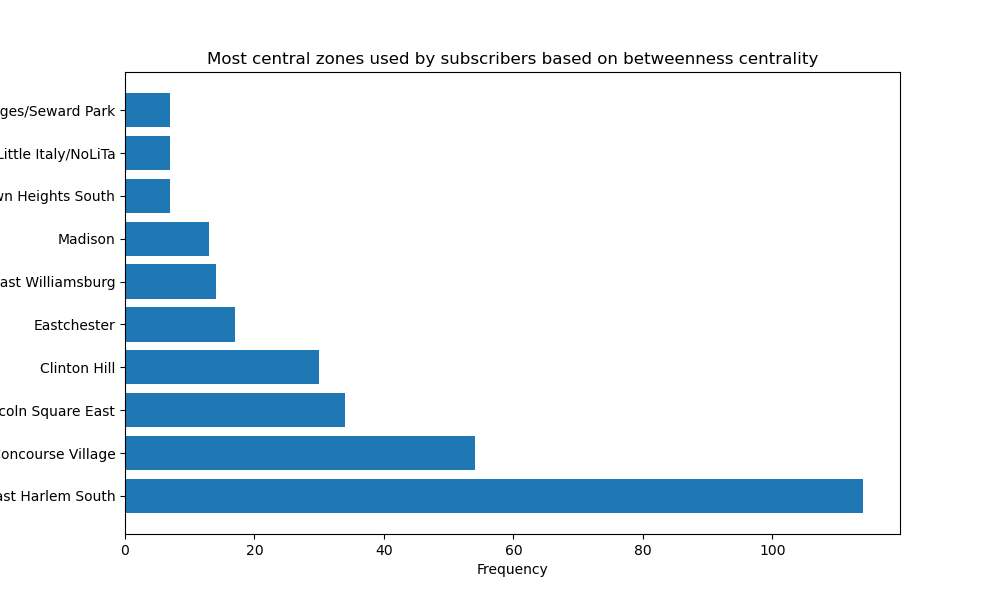 Most central zones used by subscribers based on betweenness centrality
ges/Seward Park
Little Italy/NoLiTa
wn Heights South
Madison
ast Williamsburg
Eastchester
Clinton Hill
coln Square East
Concourse Village
ast Harlem South
0 20 40 60 80 100
Frequency